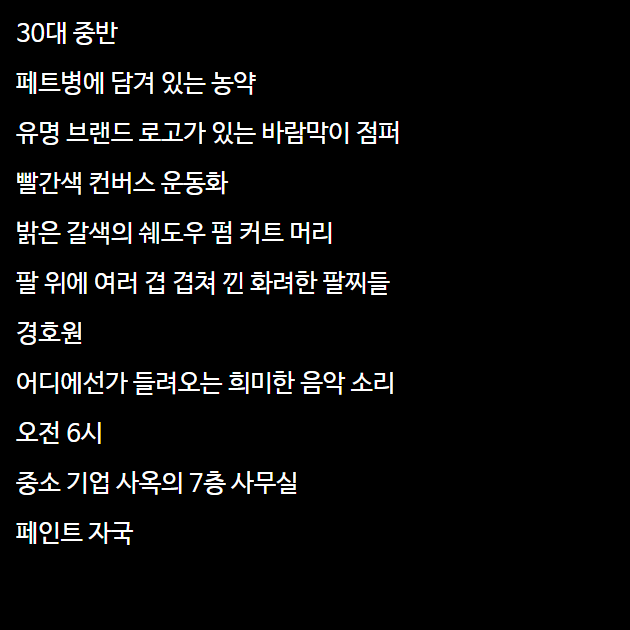 30대 중반
페트병에 담겨 있는 농약
유명 브랜드 로고가 있는 바람막이 점퍼
빨간색 컨버스 운동화
밝은 갈색의 쉐도우 펌 커트 머리
팔 위에 여러 겹 겹쳐 낀 화려한 팔찌들
경호원
어디에선가 들려오는 희미한 음악 소리
오전 6시
중소 기업 사옥의 7층 사무실
페인트 자국